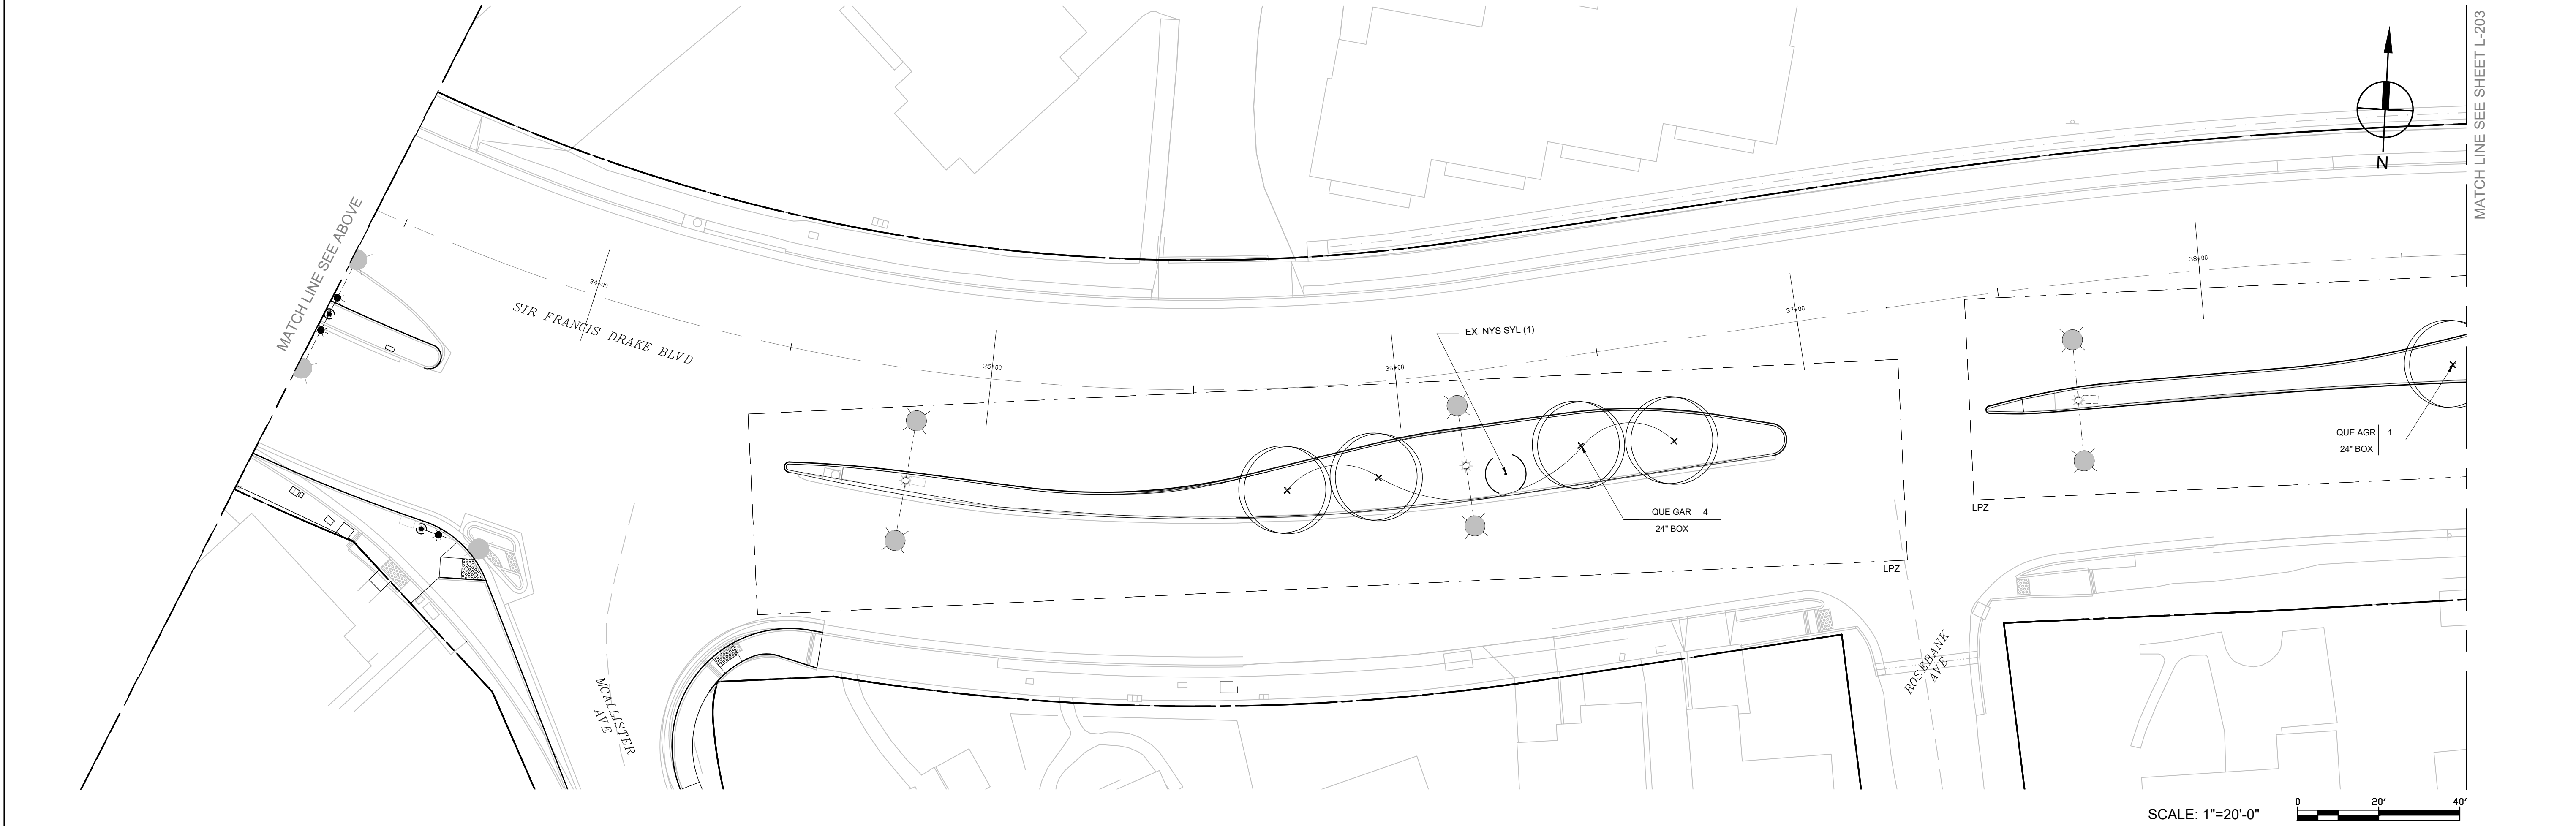 MATCH LINE SEE SHEET L-203
N
MATCH LINE SEE ABOVE
38+00
34+00
37+00
SIR FRANCIS DRAKE BLVD
EX. NYS SYL (1)
35+00
36+00
QUE AGR 1
24" BOX
QUE GAR 4
24" BOX
LPZ
LPZ
ROSEBANK
AVE
MCALLISTER
AVE
0 20' 40'
SCALE: 1"=20'-0"